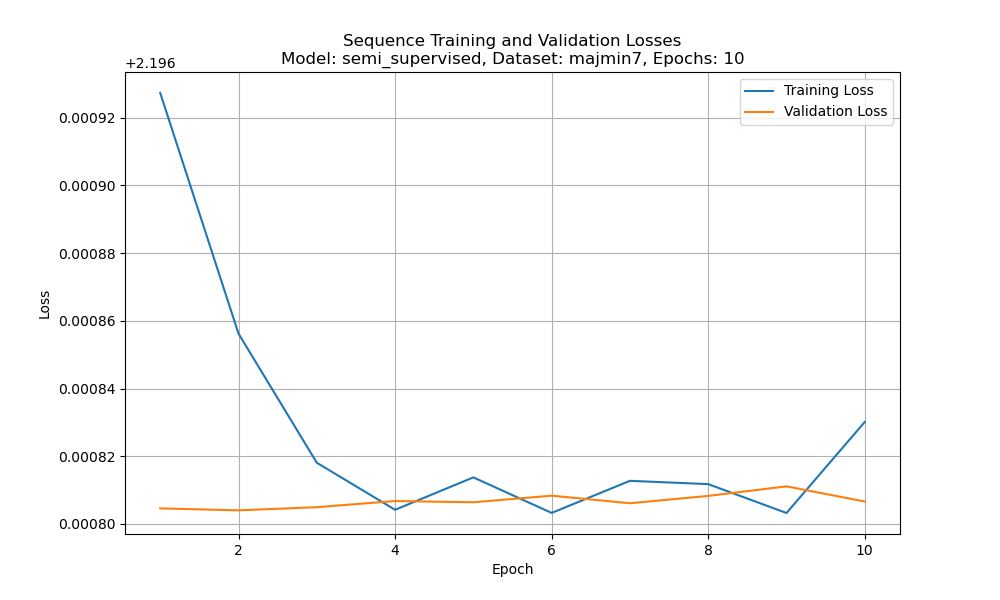 Sequence Training and Validation Losses
Model: semi_supervised, Dataset: majmin7, Epochs: 10
+2.196
Training Loss
Validation Loss
0.00092
0.00090
0.00088
0.00086
0.00084
0.00082
0.00080
Loss
2 4 6 8 10
Epoch